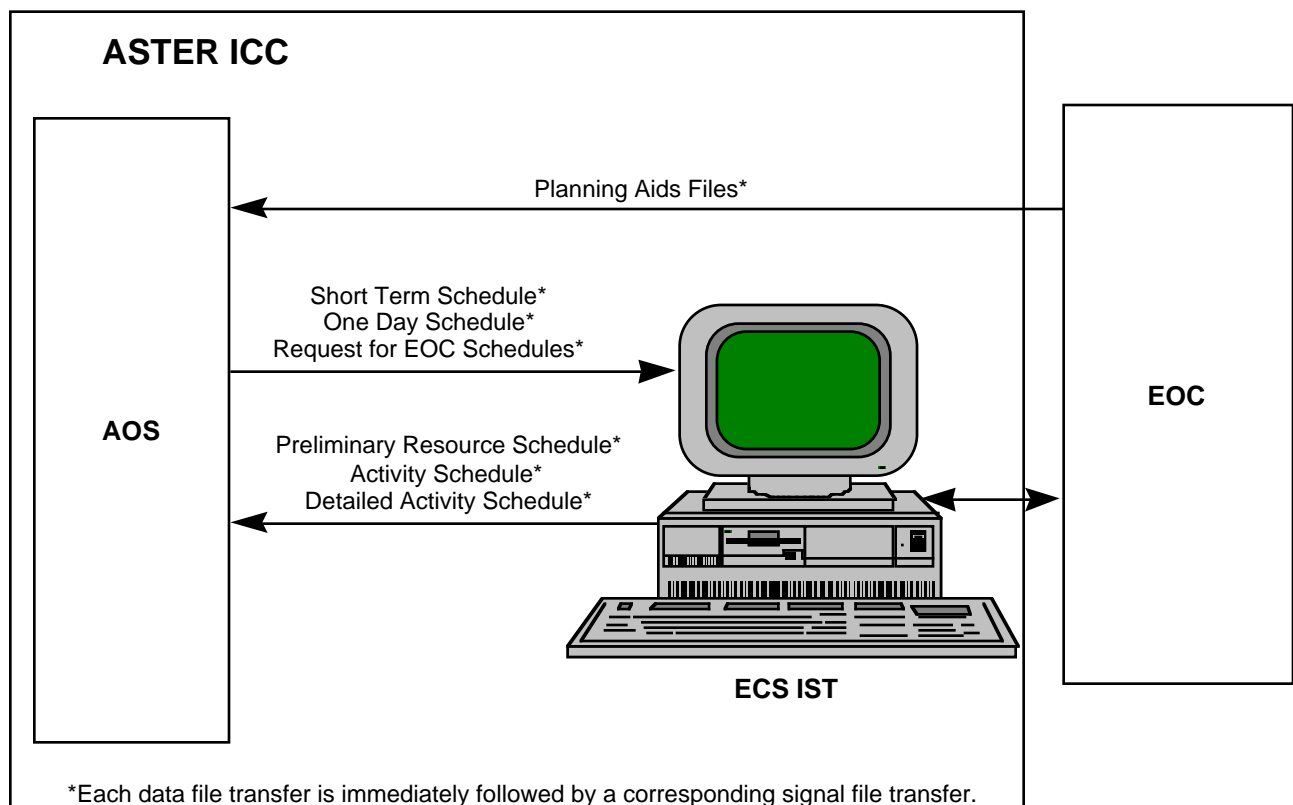 ASTER ICC
Planning Aids Files*
Short Term Schedule*
One Day Schedule*
Request for EOC Schedules*
AOS
EOC
Preliminary Resource Schedule*
Activity Schedule*
Detailed Activity Schedule*
ECS IST
*Each data file transfer is immediately followed by a corresponding signal file transfer.